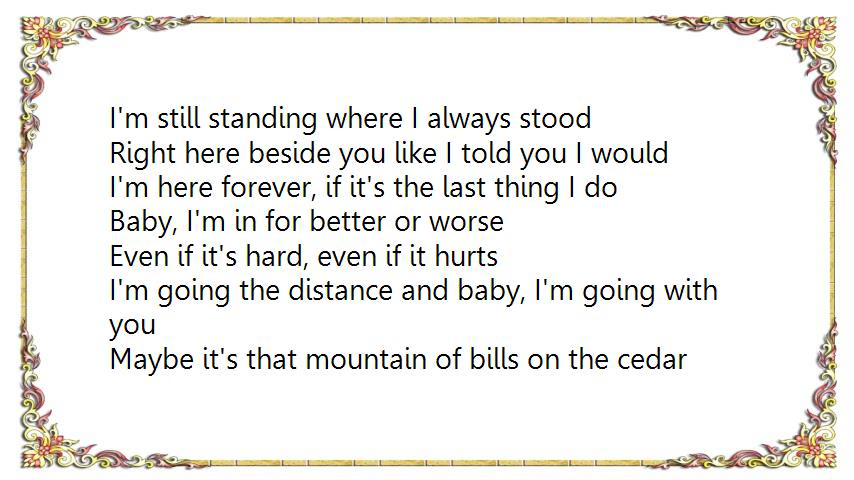 I'm still standing where I always stood
Right here beside you like I told you I would
I'm here forever, if it's the last thing I do
Baby, I'm in for better or worse
Even if it's hard, even if it hurts
I'm going the distance and baby, I'm going with
you
Maybe it's that mountain of bills on the cedar